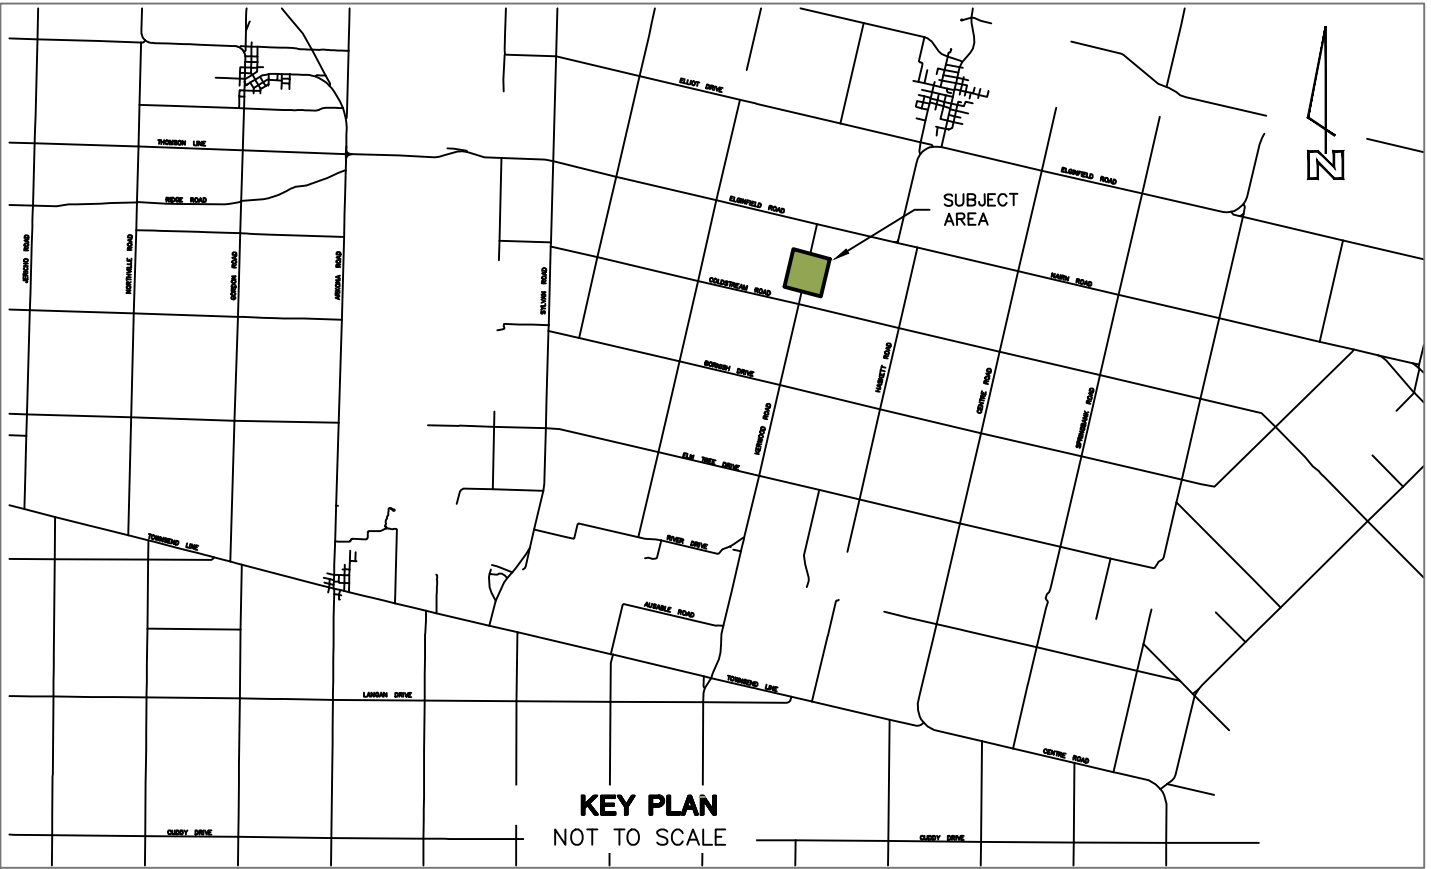 ELLIOT DRIVE
THOMSON LINE
N
ELGINFIELD ROAD
RIDGE ROAD
ELGINFIELD ROAD
SUBJECT
AREA
JERICHO ROAD
NORTHVILLE ROAD
GORDON ROAD
ARKONA ROAD
SYLVAN ROAD
COLDSTREAM ROAD
NAIRN ROAD
BORNISH DRIVE
HASKETT ROAD
CENTRE ROAD
SPRINGBANK ROAD
KERWOOD ROAD
ELM TREE DRIVE
TOWNSEND LINE
RIVER DRIVE
AUSABLE ROAD
LANGAN DRIVE
TOWNSEND LINE
CENTRE ROAD
KEY PLAN
NOT TO SCALE
CUDDY DRIVE
CUDDY DRIVE